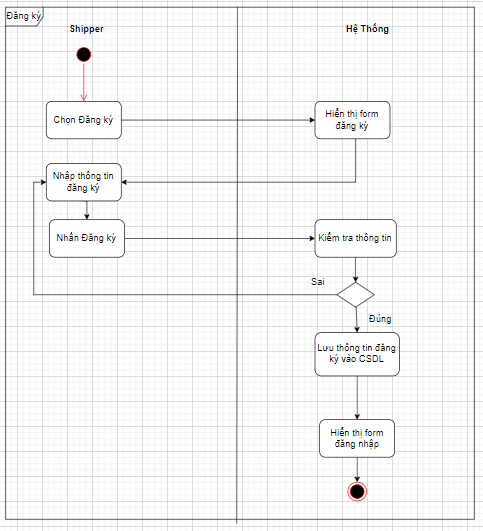 Đăng ký
Shipper
Hệ Thống
Chọn Đăng ký
Hiển thị form
đăng ký
Nhập thống tin
đăng ký
Nhấn Đăng ký
Kiểm tra thông tin
Sai
Đúng
Lưu thông tin đăng
ký vào CSDL
Hiển thị form
đăng nhập